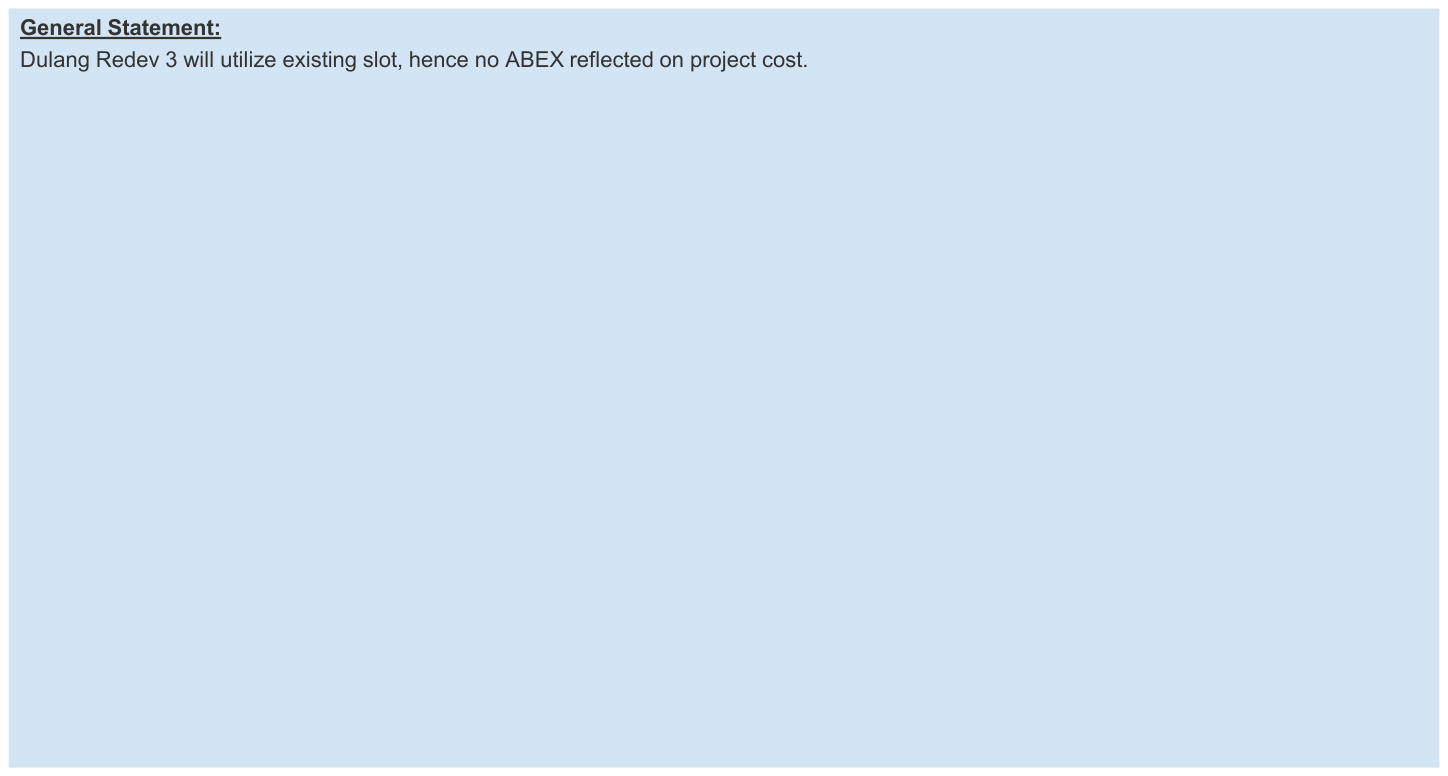 General Statement:
Dulang Redev 3 will utilize existing slot, hence no ABEX reflected on project cost.